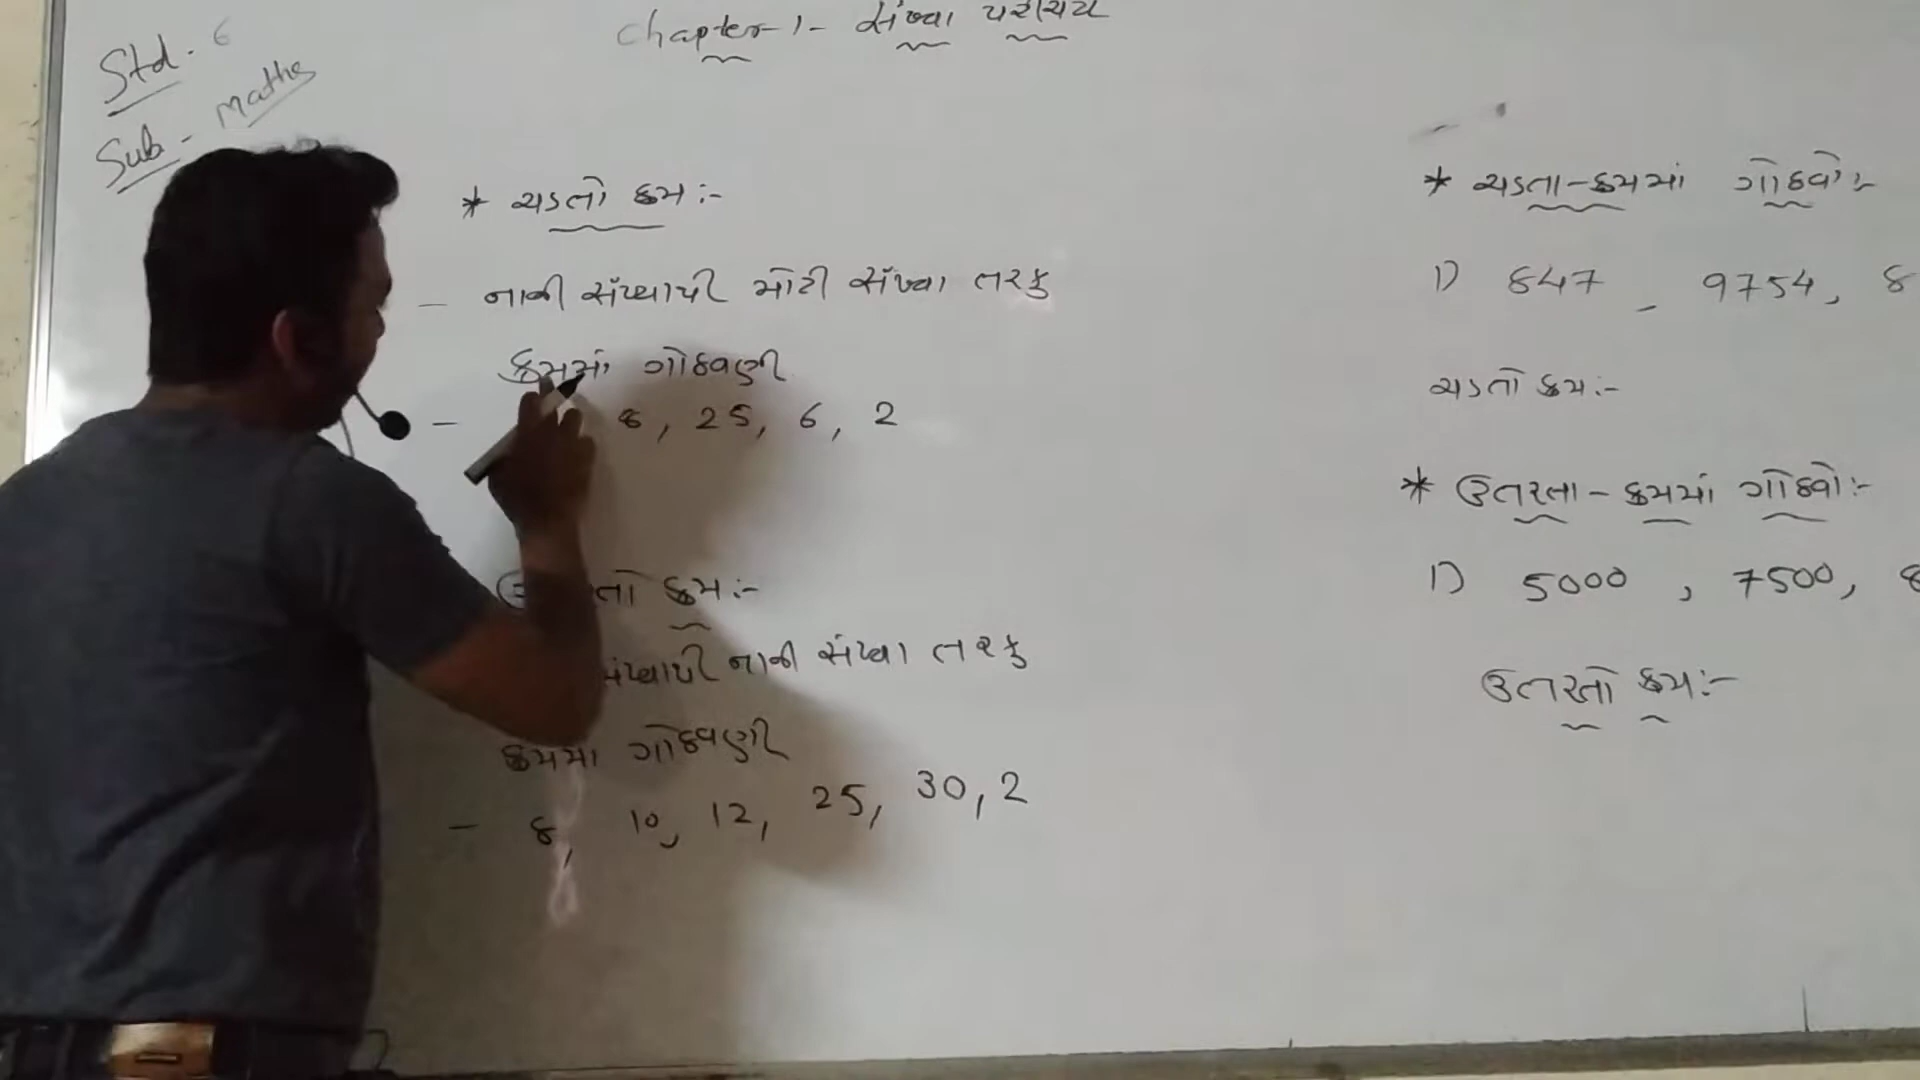 Chapter-1:- સંખ્યા પરિચય
Std. 6
Sub- Maths
* ચડતો ક્રમ:-
- નાની સંખ્યાથી મોટી સંખ્યા તરફ
ક્રમમાં ગોઠવણી
- 8, 25, 6, 2
તો ક્રમ:-
સંખ્યાથી નાની સંખ્યા તરફ
ક્રમમાં ગોઠવણી
- 8, 10, 12, 25, 30, 2
* ચડતા-ક્રમમાં ગોઠવો:-
1) 847, 9754, 8
ચડતો ક્રમ:-
* ઉતરતા-ક્રમમાં ગોઠવો:-
1) 5000, 7500,
ઉતરતો ક્રમ:-